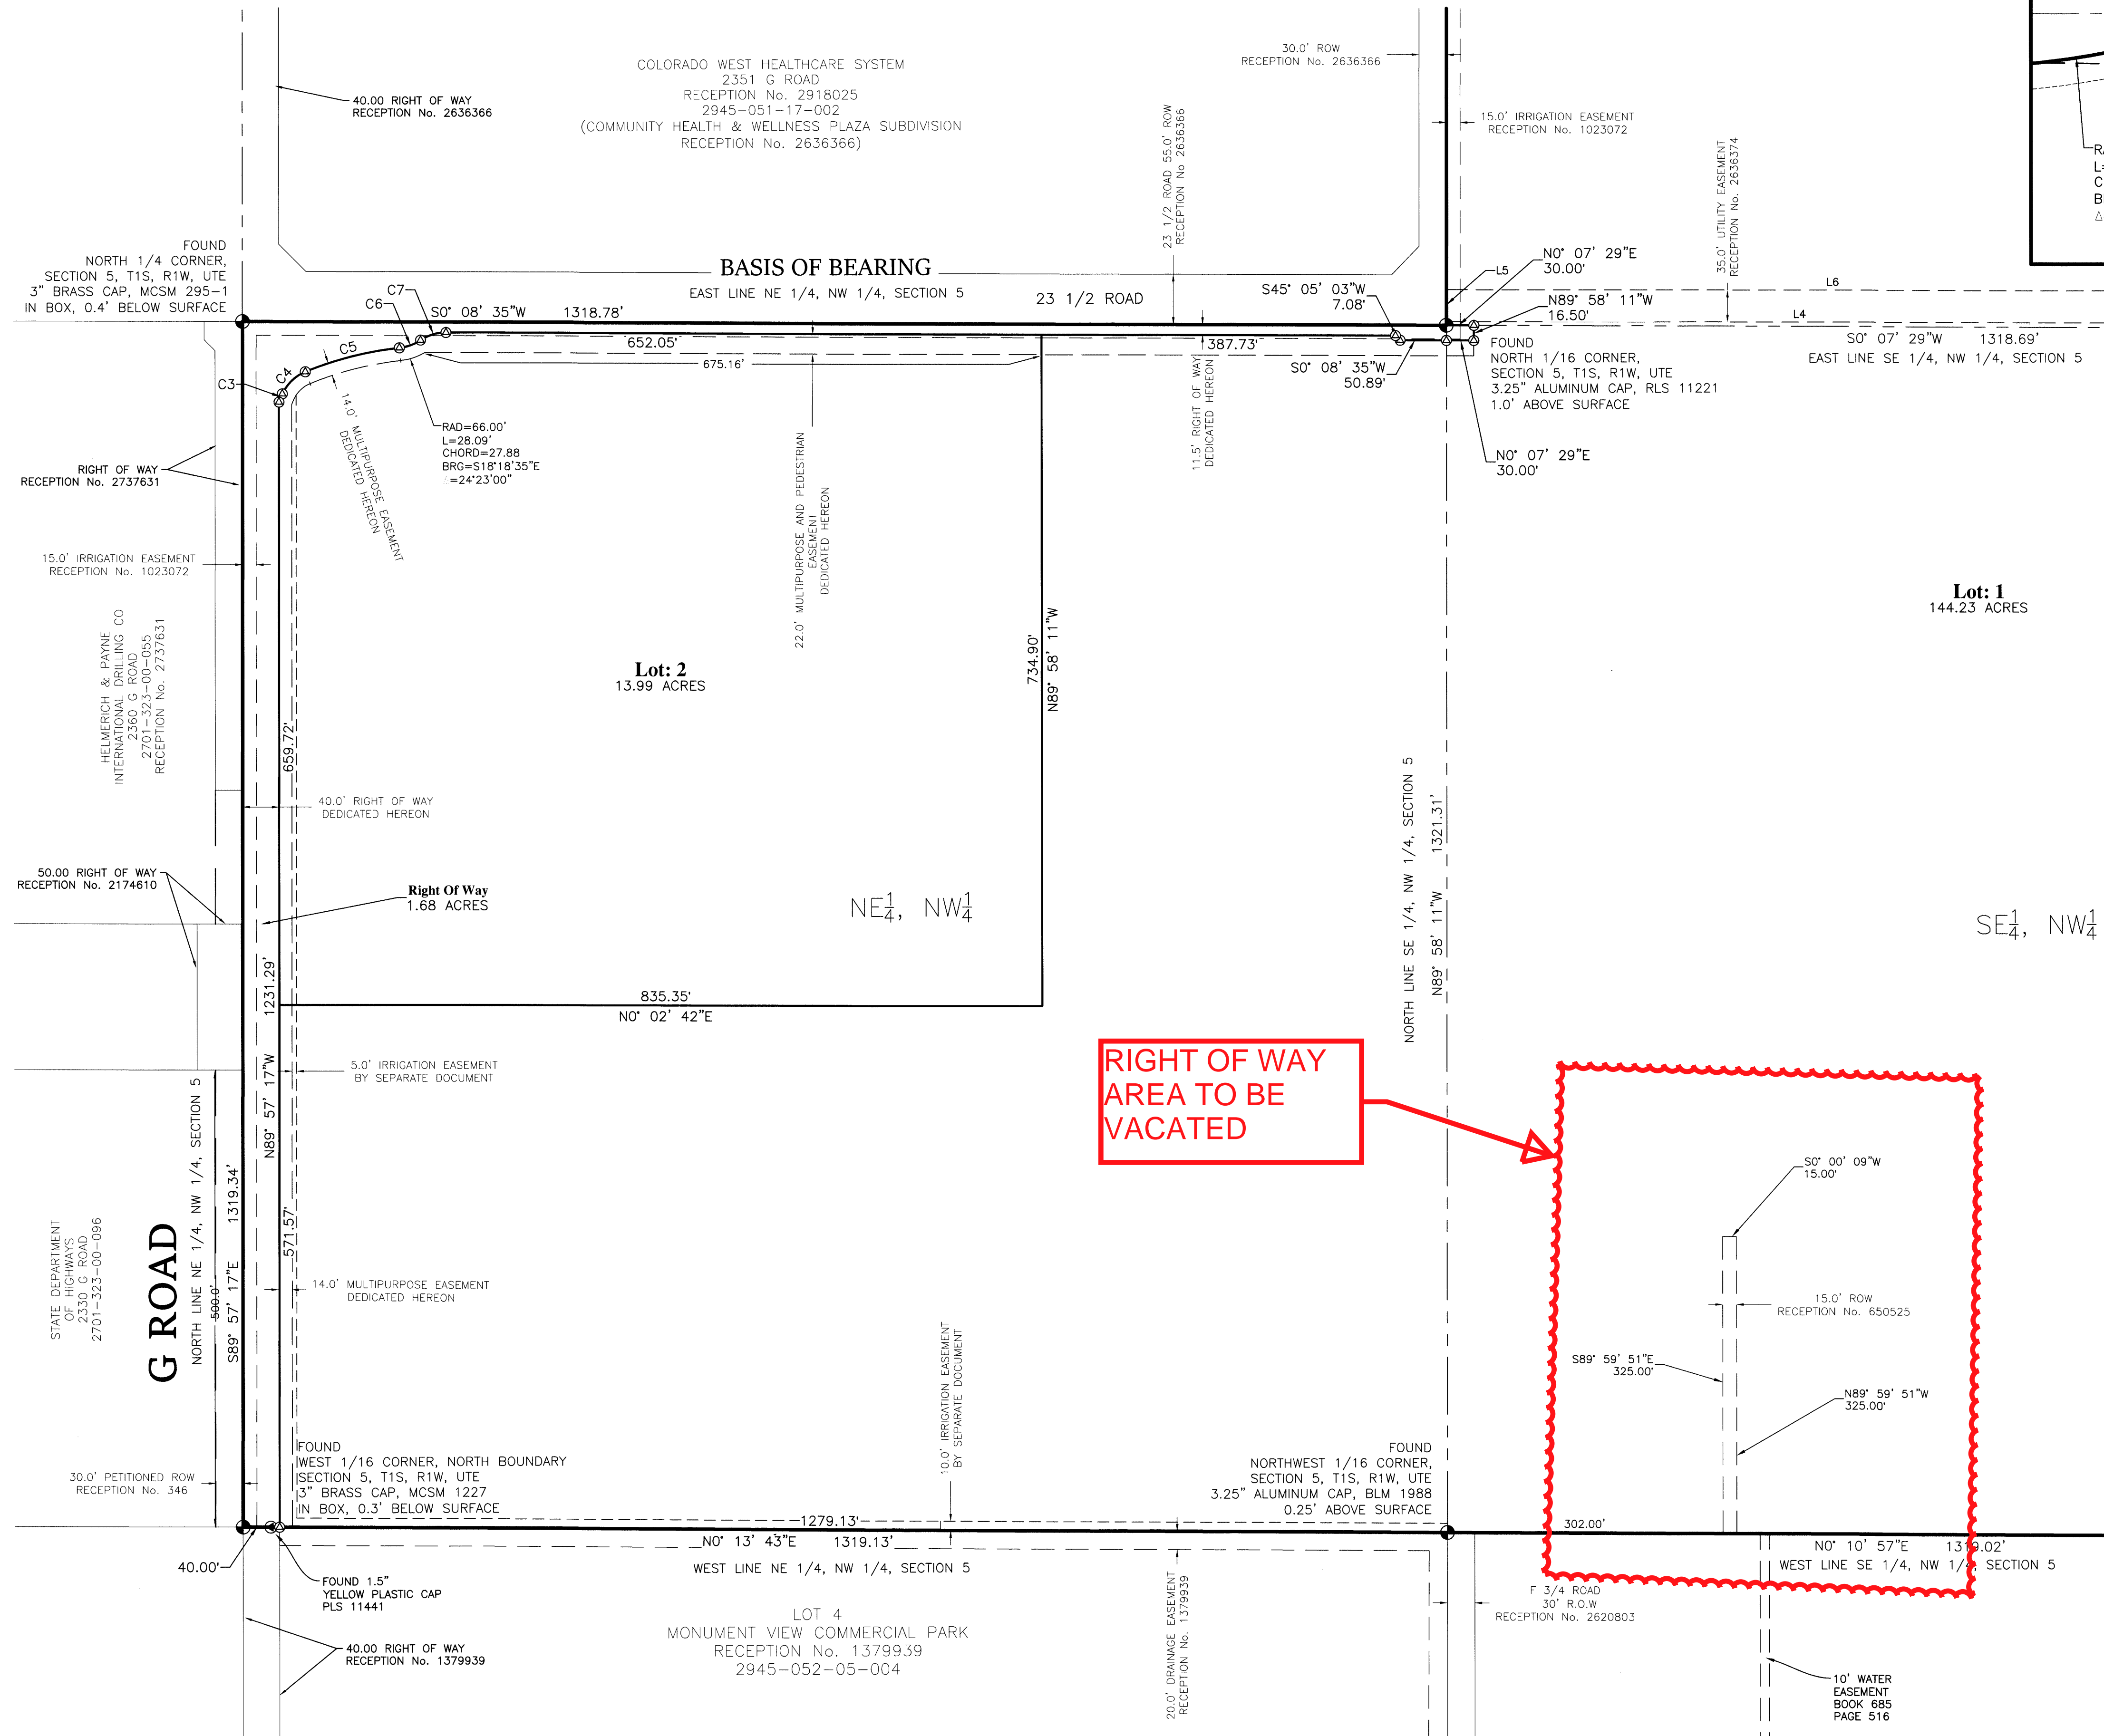 COLORADO WEST HEALTHCARE SYSTEM
2351 G ROAD
RECEPTION No. 2918025
2945-051-17-002
(COMMUNITY HEALTH & WELLNESS PLAZA SUBDIVISION
RECEPTION No. 2636366)
40.00 RIGHT OF WAY
RECEPTION No. 2636366
30.0' ROW
RECEPTION No. 2636366
15.0' IRRIGATION EASEMENT
RECEPTION No. 1023072
23 1/2 ROAD 55.0' ROW
RECEPTION No 2636366
35.0' UTILITY EASEMENT
RECEPTION No. 2636374
FOUND
NORTH 1/4 CORNER,
SECTION 5, T1S, R1W, UTE
3" BRASS CAP, MCSM 295-1
IN BOX, 0.4' BELOW SURFACE
BASIS OF BEARING
EAST LINE NE 1/4, NW 1/4, SECTION 5
23 1/2 ROAD
S0° 08' 35"W 1318.78'
C7
C6
C5
C4
C3
652.05'
675.16'
387.73'
S45° 05' 03"W
7.08'
S0° 08' 35"W
50.89'
L5
N0° 07' 29"E
30.00'
N89° 58' 11"W
16.50'
L6
L4
S0° 07' 29"W 1318.69'
EAST LINE SE 1/4, NW 1/4, SECTION 5
FOUND
NORTH 1/16 CORNER,
SECTION 5, T1S, R1W, UTE
3.25" ALUMINUM CAP, RLS 11221
1.0' ABOVE SURFACE
N0° 07' 29"E
30.00'
14.0' MULTIPURPOSE EASEMENT
DEDICATED HEREON
RAD=66.00'
L=28.09'
CHORD=27.88
BRG=S18°18'35"E
=24°23'00"
22.0' MULTIPURPOSE AND PEDESTRIAN
EASEMENT
DEDICATED HEREON
11.5' RIGHT OF WAY
DEDICATED HEREON
RIGHT OF WAY
RECEPTION No. 2737631
15.0' IRRIGATION EASEMENT
RECEPTION No. 1023072
HELMERICH & PAYNE
INTERNATIONAL DRILLING CO
2360 G ROAD
2701-323-00-055
RECEPTION No. 2737631
Lot: 2
13.99 ACRES
Lot: 1
144.23 ACRES
734.90'
N89° 58' 11"W
659.72'
40.0' RIGHT OF WAY
DEDICATED HEREON
50.00 RIGHT OF WAY
RECEPTION No. 2174610
Right Of Way
1.68 ACRES
NE1/4, NW1/4
SE1/4, NW1/4
NORTH LINE SE 1/4, NW 1/4, SECTION 5
N89° 58' 11"W 1321.31'
835.35'
N0° 02' 42"E
N89° 57' 17"W 1231.29'
5.0' IRRIGATION EASEMENT
BY SEPARATE DOCUMENT
RIGHT OF WAY
AREA TO BE
VACATED
S0° 00' 09"W
15.00'
15.0' ROW
RECEPTION No. 650525
S89° 59' 51"E
325.00'
N89° 59' 51"W
325.00'
STATE DEPARTMENT
OF HIGHWAYS
2330 G ROAD
2701-323-00-096
G ROAD
NORTH LINE NE 1/4, NW 1/4, SECTION 5
500.0'
S89° 57' 17"E 1319.34'
571.57'
14.0' MULTIPURPOSE EASEMENT
DEDICATED HEREON
10.0' IRRIGATION EASEMENT
BY SEPARATE DOCUMENT
30.0' PETITIONED ROW
RECEPTION No. 346
FOUND
WEST 1/16 CORNER, NORTH BOUNDARY
SECTION 5, T1S, R1W, UTE
3" BRASS CAP, MCSM 1227
IN BOX, 0.3' BELOW SURFACE
FOUND
NORTHWEST 1/16 CORNER,
SECTION 5, T1S, R1W, UTE
3.25" ALUMINUM CAP, BLM 1988
0.25' ABOVE SURFACE
1279.13'
N0° 13' 43"E 1319.13'
WEST LINE NE 1/4, NW 1/4, SECTION 5
302.00'
N0° 10' 57"E 1319.02'
WEST LINE SE 1/4, NW 1/4, SECTION 5
40.00'
FOUND 1.5"
YELLOW PLASTIC CAP
PLS 11441
40.00 RIGHT OF WAY
RECEPTION No. 1379939
LOT 4
MONUMENT VIEW COMMERCIAL PARK
RECEPTION No. 1379939
2945-052-05-004
20.0' DRAINAGE EASEMENT
RECEPTION No. 1379939
F 3/4 ROAD
30' R.O.W
RECEPTION No. 2620803
10' WATER
EASEMENT
BOOK 685
PAGE 516